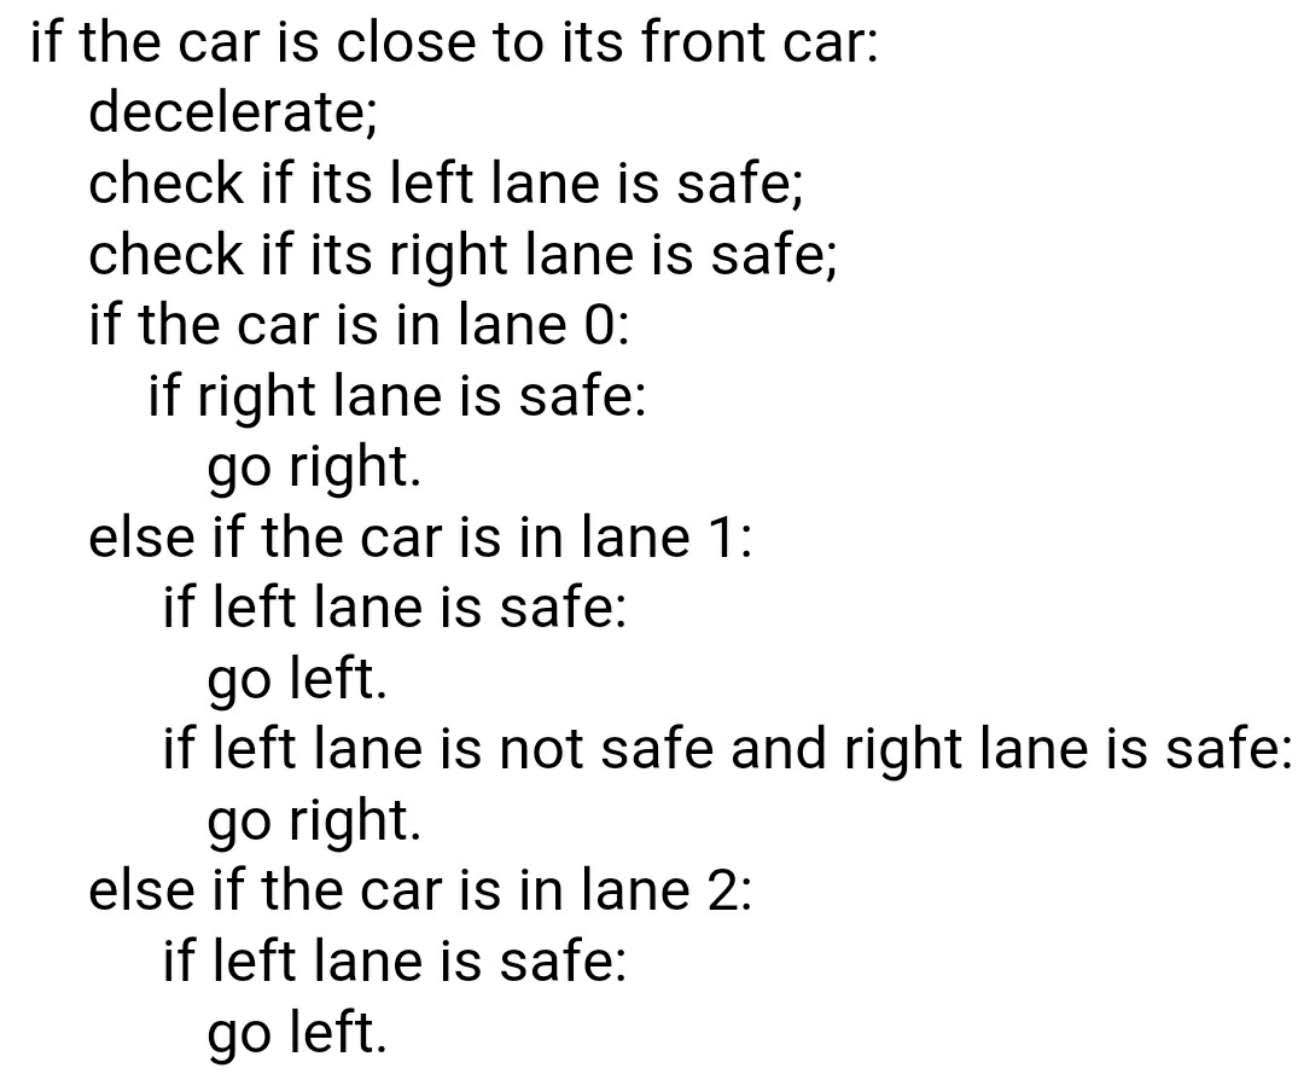 if the car is close to its front car:
decelerate;
check if its left lane is safe;
check if its right lane is safe;
if the car is in lane 0:
if right lane is safe:
go right.
else if the car is in lane 1:
if left lane is safe:
go left.
if left lane is not safe and right lane is safe:
go right.
else if the car is in lane 2:
if left lane is safe:
go left.